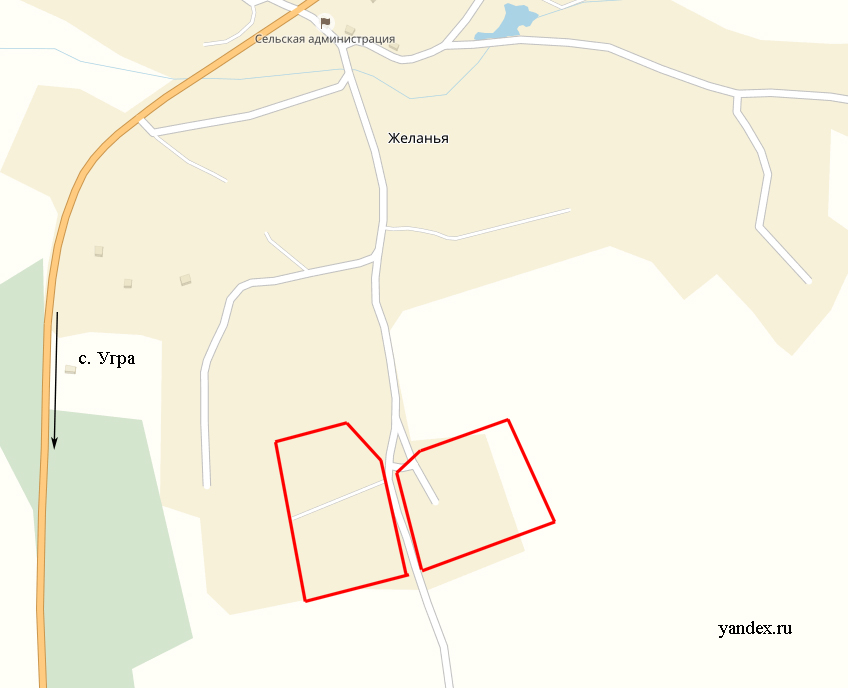 Сельская администрация
Желанья
с. Угра
yandex.ru